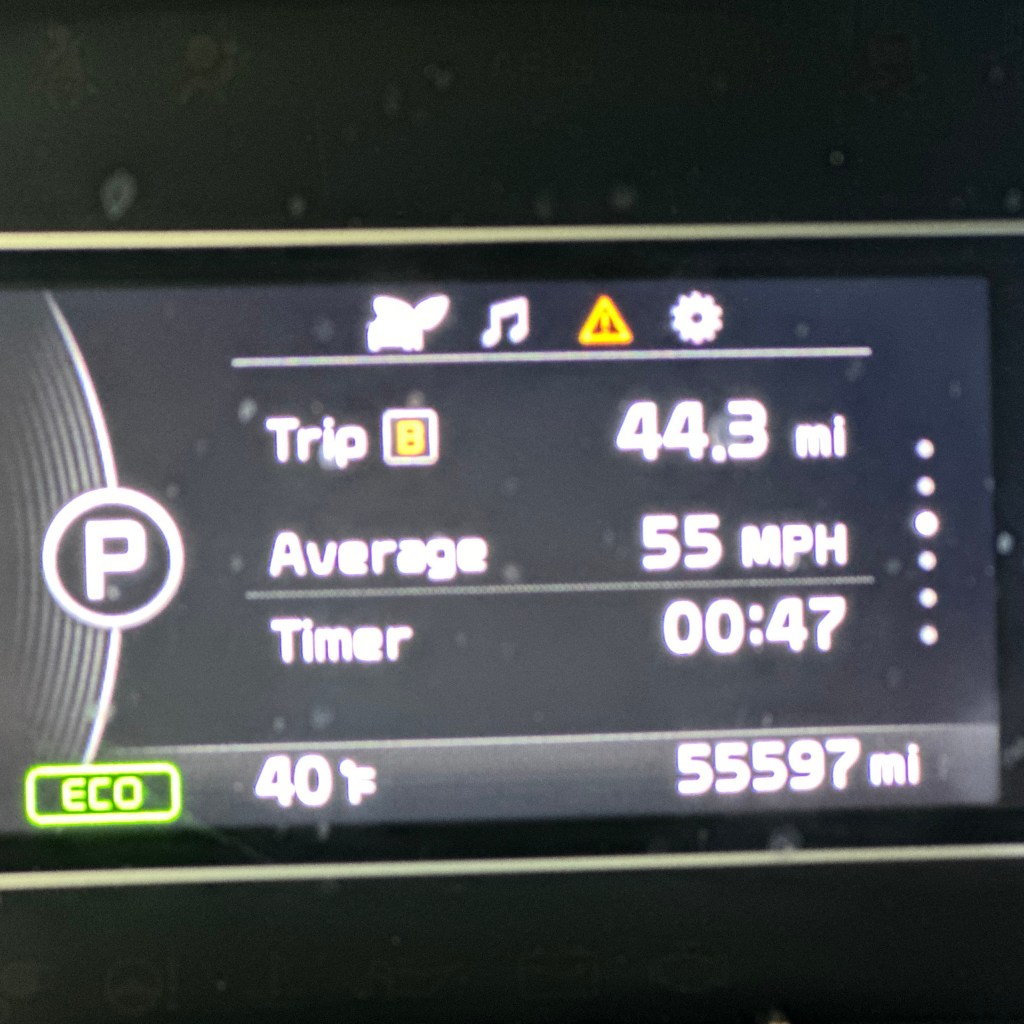 Trip B 44.3 mi
Average 55 MPH
P
Timer 00:47
ECO 40°F 55597 mi